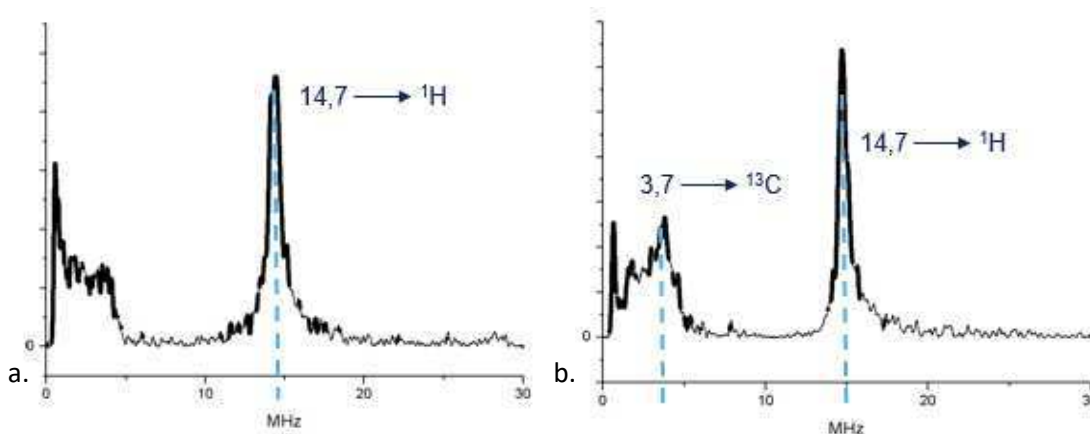 14,7 → ¹H
0
a.
0 10 20 30
MHz
14,7 → ¹H
3,7 → ¹³C
0
b.
0 10 20 3
MHz